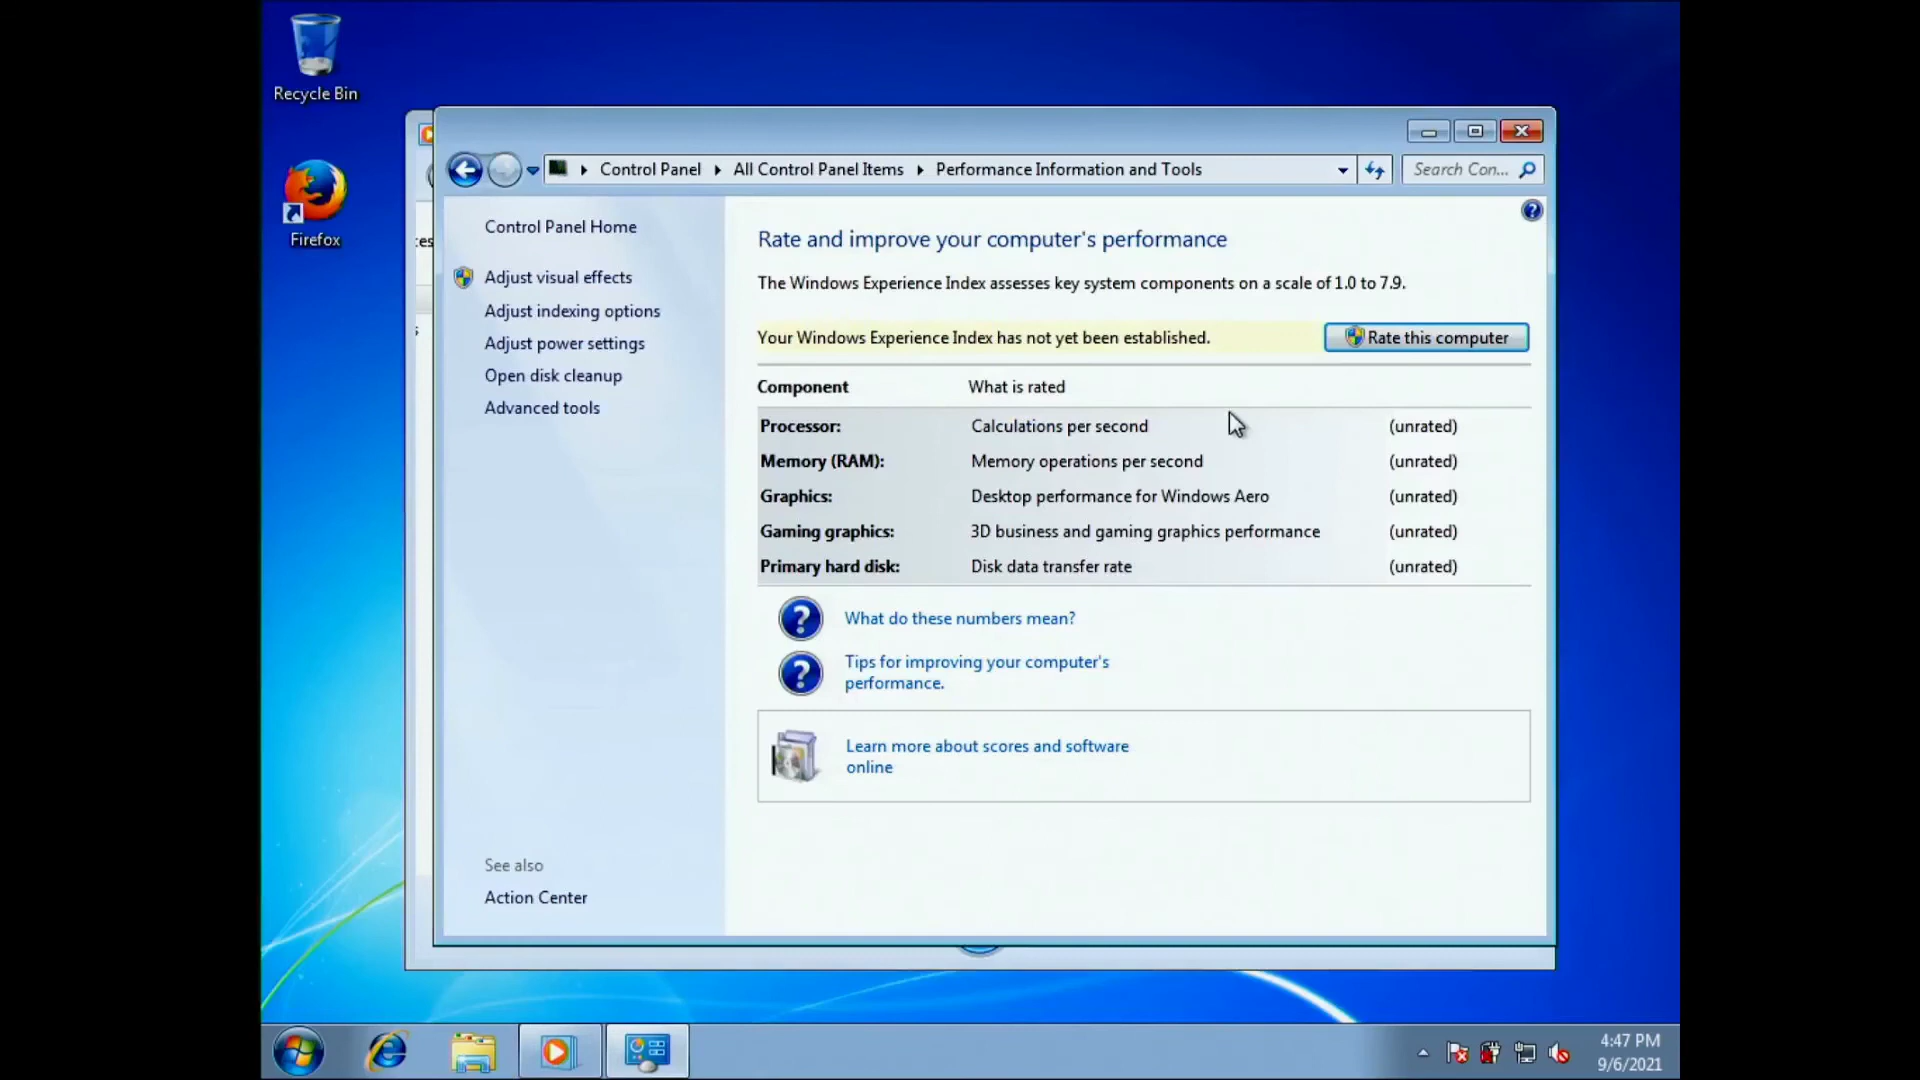 Recycle Bin
Firefox
Control Panel
All Control Panel Items
Performance Information and Tools
Search Con...
Control Panel Home
Adjust visual effects
Adjust indexing options
Adjust power settings
Open disk cleanup
Advanced tools
See also
Action Center
Rate and improve your computer's performance
The Windows Experience Index assesses key system components on a scale of 1.0 to 7.9.
Your Windows Experience Index has not yet been established.
Rate this computer
Component What is rated
Processor: Calculations per second (unrated)
Memory (RAM): Memory operations per second (unrated)
Graphics: Desktop performance for Windows Aero (unrated)
Gaming graphics: 3D business and gaming graphics performance (unrated)
Primary hard disk: Disk data transfer rate (unrated)
What do these numbers mean?
Tips for improving your computer's
performance.
Learn more about scores and software
online
4:47 PM
9/6/2021